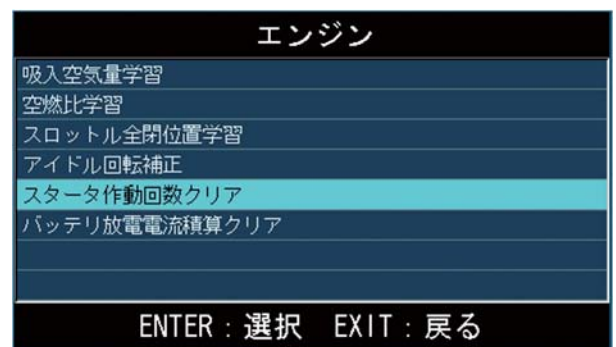 エンジン
吸入空気量学習
空燃比学習
スロットル全閉位置学習
アイドル回転補正
スタータ作動回数クリア
バッテリ放電電流積算クリア
ENTER：選択　EXIT：戻る